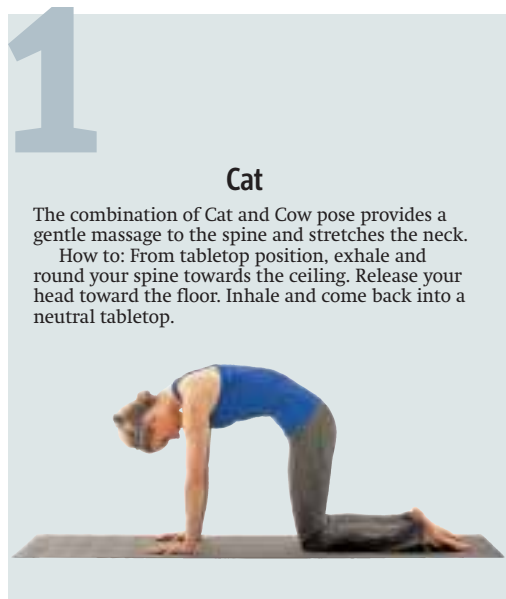 1
Cat
The combination of Cat and Cow pose provides a
gentle massage to the spine and stretches the neck.
How to: From tabletop position, exhale and
round your spine towards the ceiling. Release your
head toward the floor. Inhale and come back into a
neutral tabletop.